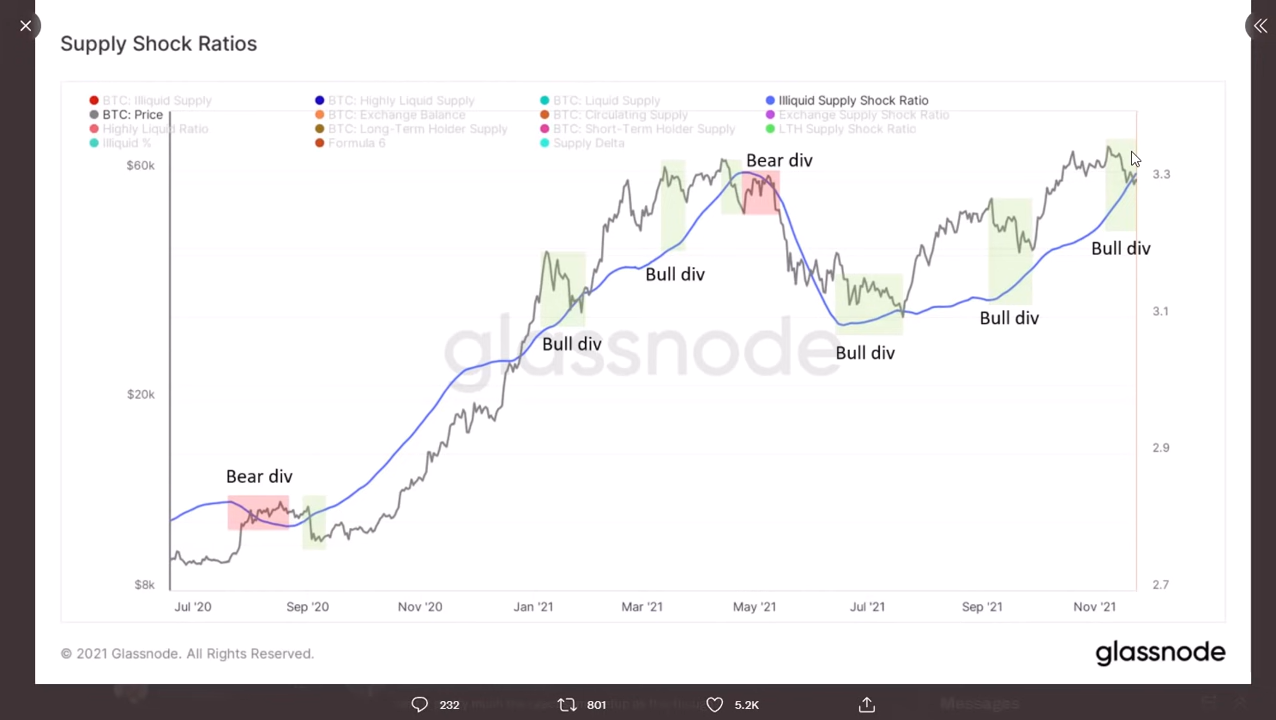 Supply Shock Ratios
BTC: Illiquid Supply BTC: Highly Liquid Supply BTC: Liquid Supply Illiquid Supply Shock Ratio
BTC: Price BTC: Exchange Balance BTC: Circulating Supply Exchange Supply Shock Ratio
Highly Liquid Ratio BTC: Long-Term Holder Supply BTC: Short-Term Holder Supply LTH Supply Shock Ratio
Illiquid % Formula 6 Supply Delta
$60k
Bear div
3.3
Bull div
Bull div
Bull div
3.1
Bull div
Bull div
glassnode
$20k
2.9
Bear div
$8k
2.7
Jul '20 Sep '20 Nov '20 Jan '21 Mar '21 May '21 Jul '21 Sep '21 Nov '21
© 2021 Glassnode. All Rights Reserved.
glassnode
232 801 5.2K
Messages